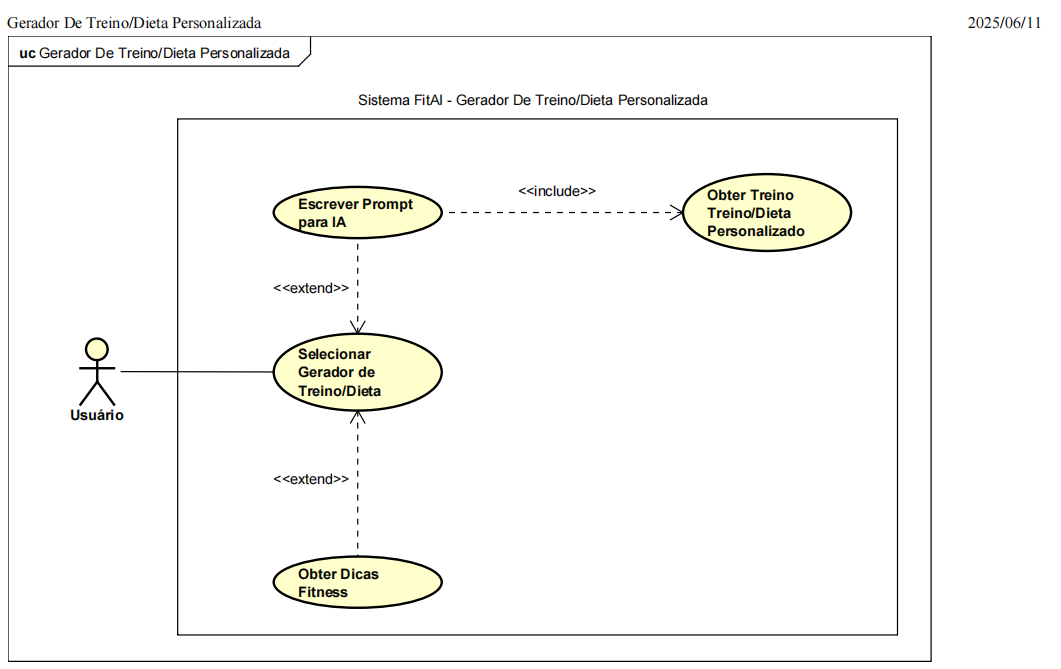 Gerador De Treino/Dieta Personalizada
2025/06/11
uc Gerador De Treino/Dieta Personalizada
Sistema FitAI - Gerador De Treino/Dieta Personalizada
Escrever Prompt
para IA
<<include>>
Obter Treino
Treino/Dieta
Personalizado
<<extend>>
Selecionar
Gerador de
Treino/Dieta
Usuário
<<extend>>
Obter Dicas
Fitness